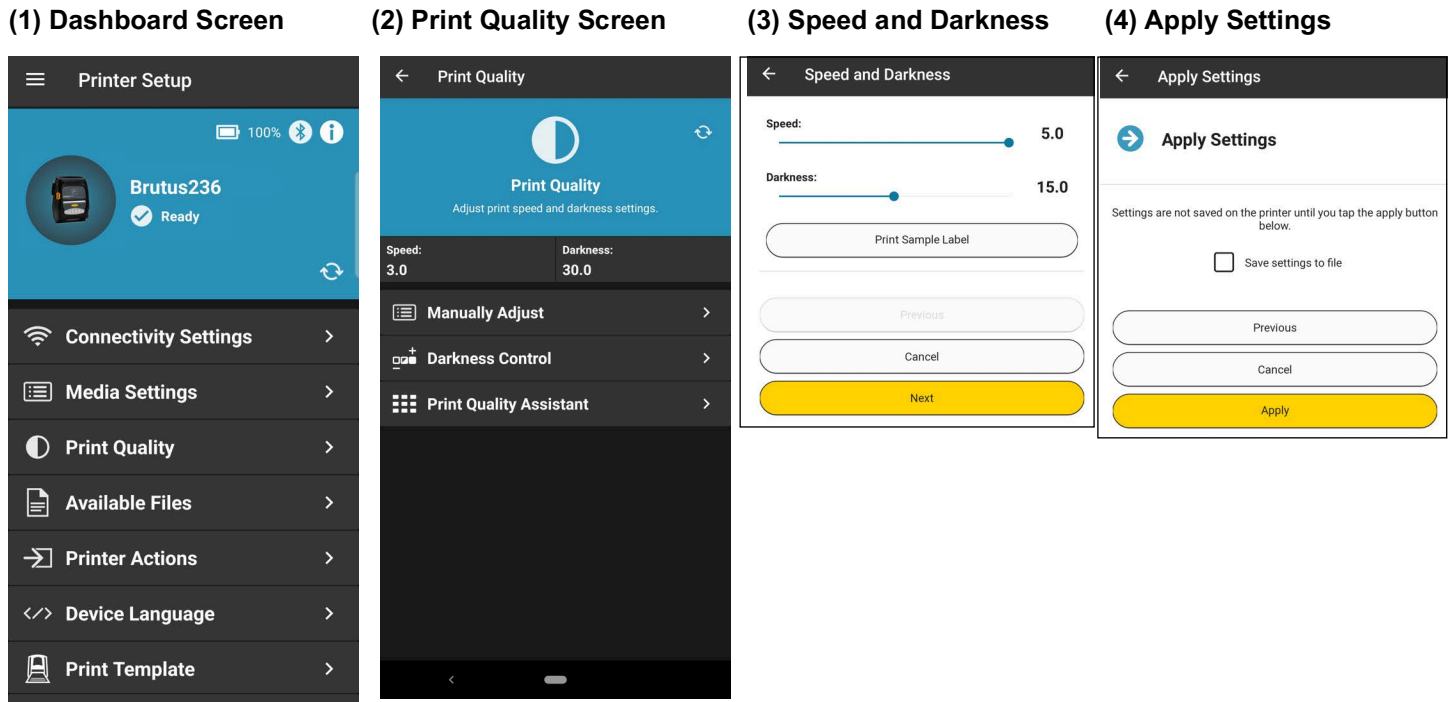 (1) Dashboard Screen
(2) Print Quality Screen
(3) Speed and Darkness
(4) Apply Settings
Printer Setup
100%
Brutus236
Ready
Connectivity Settings
Media Settings
Print Quality
Available Files
Printer Actions
Device Language
Print Template
Print Quality
Print Quality
Adjust print speed and darkness settings.
Speed:
3.0
Darkness:
30.0
Manually Adjust
Darkness Control
Print Quality Assistant
Speed and Darkness
Speed:
5.0
Darkness:
15.0
Print Sample Label
Previous
Cancel
Next
Apply Settings
Apply Settings
Settings are not saved on the printer until you tap the apply button
below.
Save settings to file
Previous
Cancel
Apply